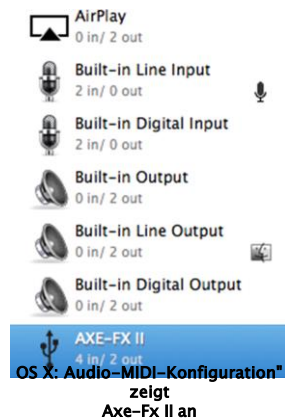 AirPlay
0 in/ 2 out
Built-in Line Input
2 in/ 0 out
Built-in Digital Input
2 in/ 0 out
Built-in Output
0 in/ 2 out
Built-in Line Output
0 in/ 2 out
Built-in Digital Output
0 in/ 2 out
AXE-FX II
4 in/ 2 out
OS X: Audio-MIDI-Konfiguration"
zeigt
Axe-Fx II an